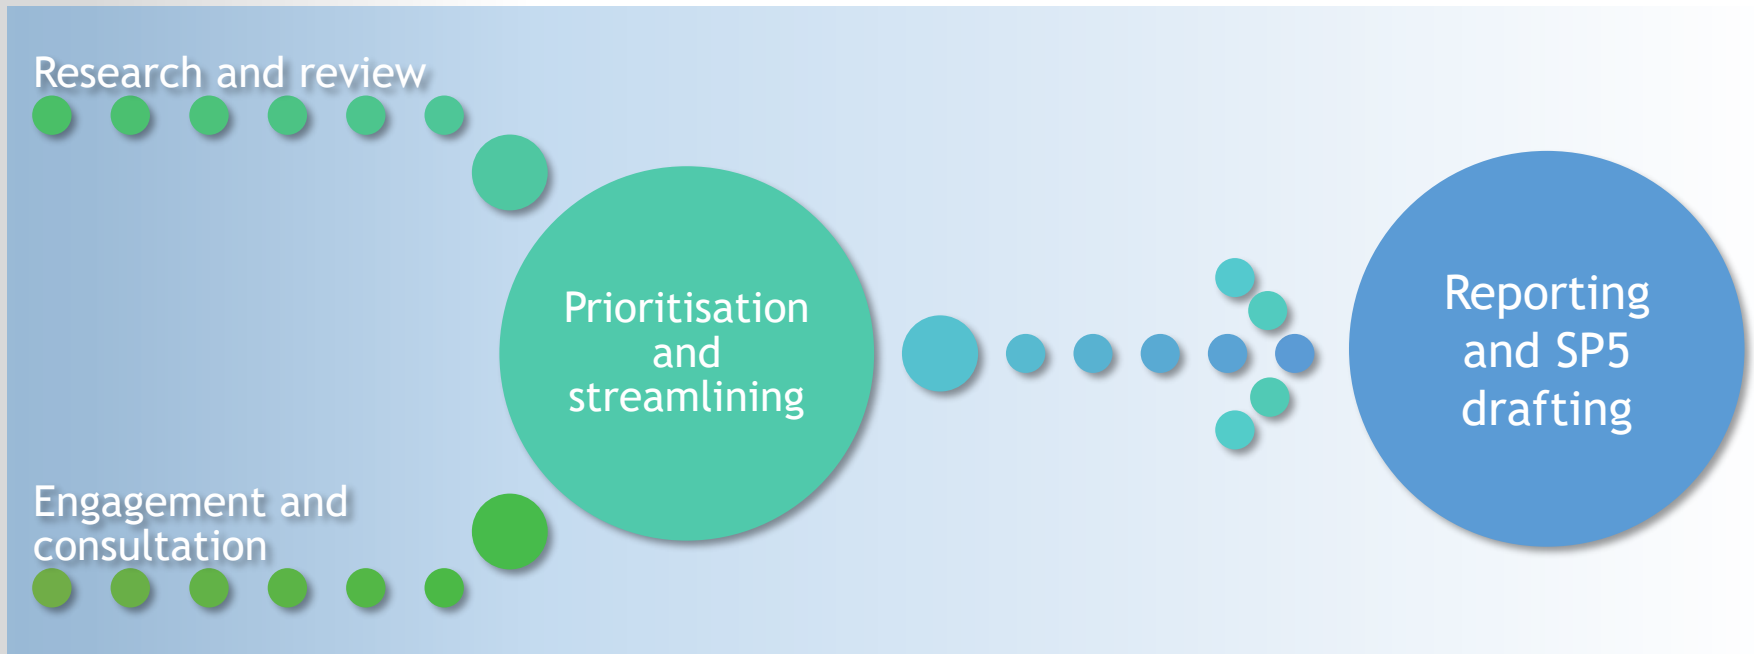 Research and review
Engagement and
consultation
Prioritisation
and
streamlining
Reporting
and SP5
drafting